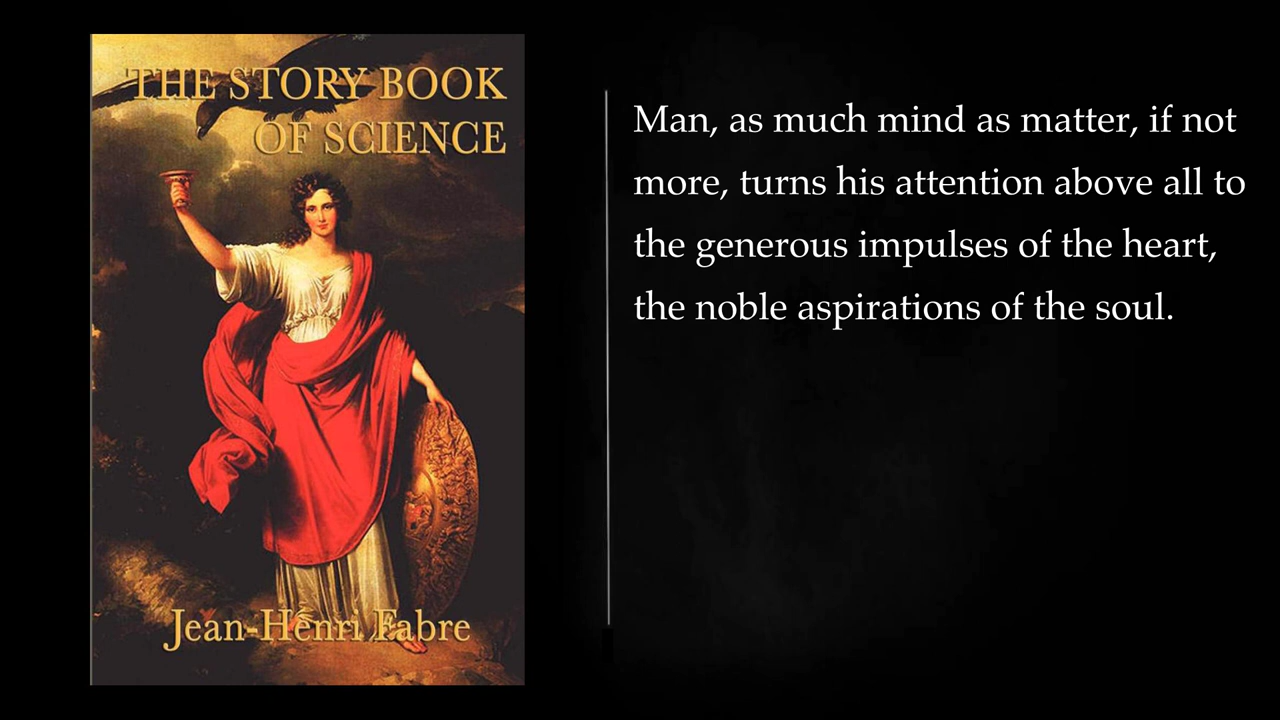 THE STORY BOOK
OF SCIENCE
Jean-Henri Fabre
Man, as much mind as matter, if not
more, turns his attention above all to
the generous impulses of the heart,
the noble aspirations of the soul.